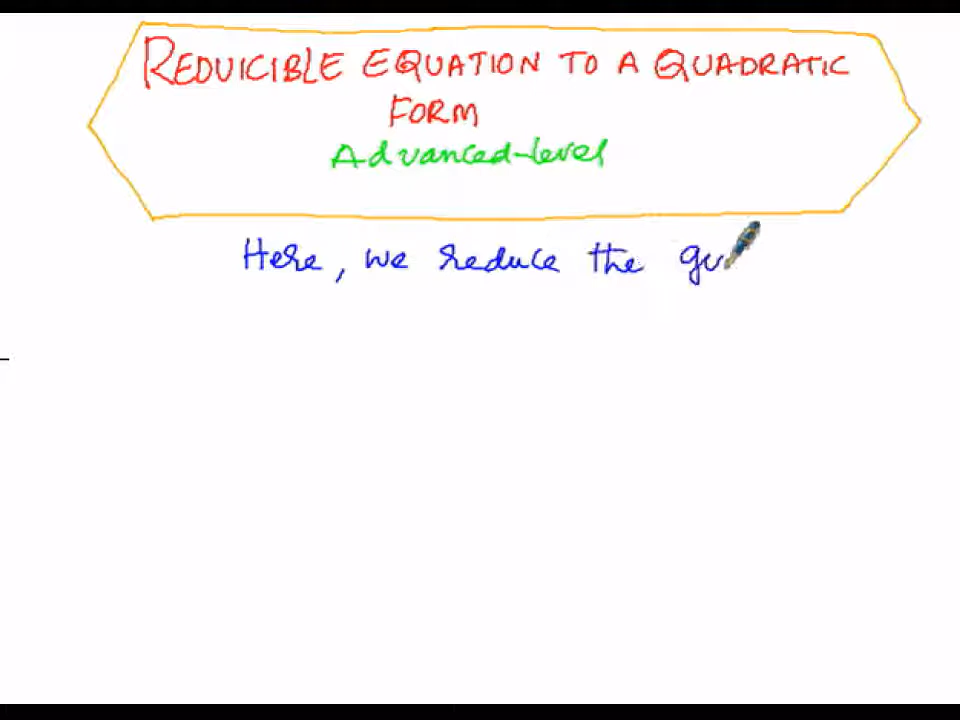 REDUICIBLE EQUATION TO A QUADRATIC
FORM
Advanced-level
Here, we reduce the